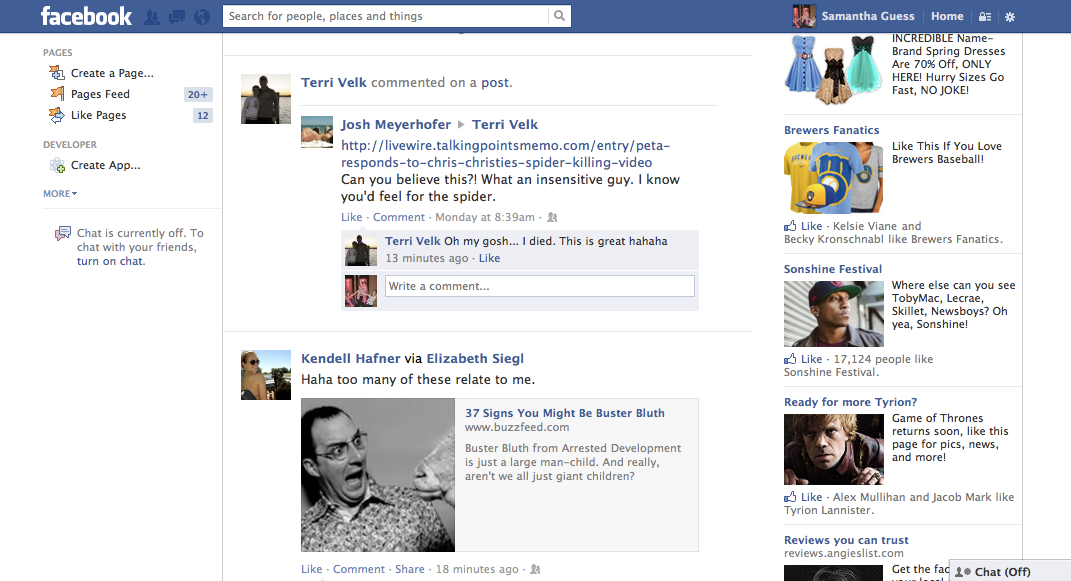 facebook
Search for people, places and things
Samantha Guess
Home
PAGES
Create a Page...
Pages Feed
20+
Like Pages
12
DEVELOPER
Create App...
MORE
Chat is currently off. To
chat with your friends,
turn on chat.
Terri Velk commented on a post.
Josh Meyerhofer Terri Velk
http://livewire.talkingpointsmemo.com/entry/peta-
responds-to-chris-christies-spider-killing-video
Can you believe this?! What an insensitive guy. I know
you'd feel for the spider.
Like · Comment · Monday at 8:39am ·
Terri Velk Oh my gosh... I died. This is great hahaha
13 minutes ago · Like
Write a comment...
Kendell Hafner via Elizabeth Siegl
Haha too many of these relate to me.
37 Signs You Might Be Buster Bluth
www.buzzfeed.com
Buster Bluth from Arrested Development
is just a large man-child. And really,
aren't we all just giant children?
Like · Comment · Share · 18 minutes ago ·
INCREDIBLE Name-
Brand Spring Dresses
Are 70% Off, ONLY
HERE! Hurry Sizes Go
Fast, NO JOKE!
Brewers Fanatics
Like This If You Love
Brewers Baseball!
Like · Kelsie Viane and
Becky Kronschnabl like Brewers Fanatics.
Sonshine Festival
Where else can you see
TobyMac, Lecrae,
Skillet, Newsboys? Oh
yea, Sonshine!
Like · 17,124 people like
Sonshine Festival.
Ready for more Tyrion?
Game of Thrones
returns soon, like this
page for pics, news,
and more!
Like · Alex Mullihan and Jacob Mark like
Tyrion Lannister.
Reviews you can trust
reviews.angieslist.com
Get the
Chat (Off)